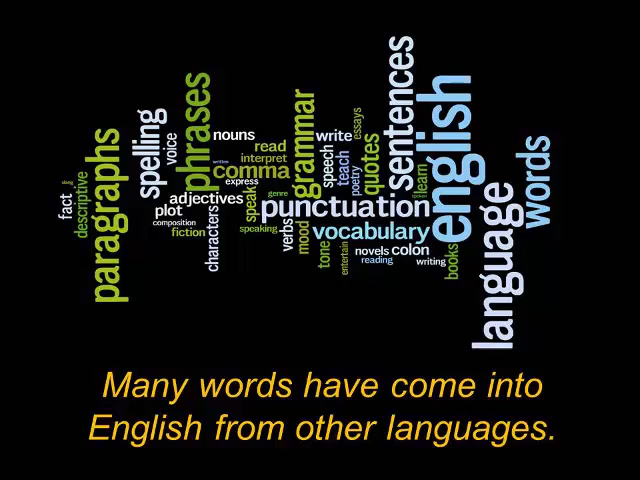 sentences
english
phrases
grammar
spelling
voice
nouns
read
interpret
written
comma
express
write
essays
speech
teach
poetry
quotes
learn
spoken
words
paragraphs
descriptive
fact
adjectives
plot
composition
fiction
characters
speak
genre
speaking
punctuation
verbs
mood
vocabulary
tone
entertain
novels
colon
reading
writing
books
language
Many words have come into
English from other languages.